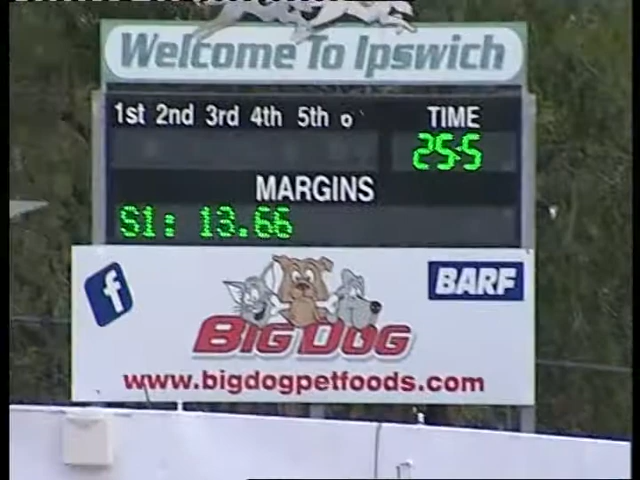 Welcome To Ipswich
1st 2nd 3rd 4th 5th o TIME
25.5
MARGINS
S1: 13.66
f
BARF
BIG DOG
www.bigdogpetfoods.com